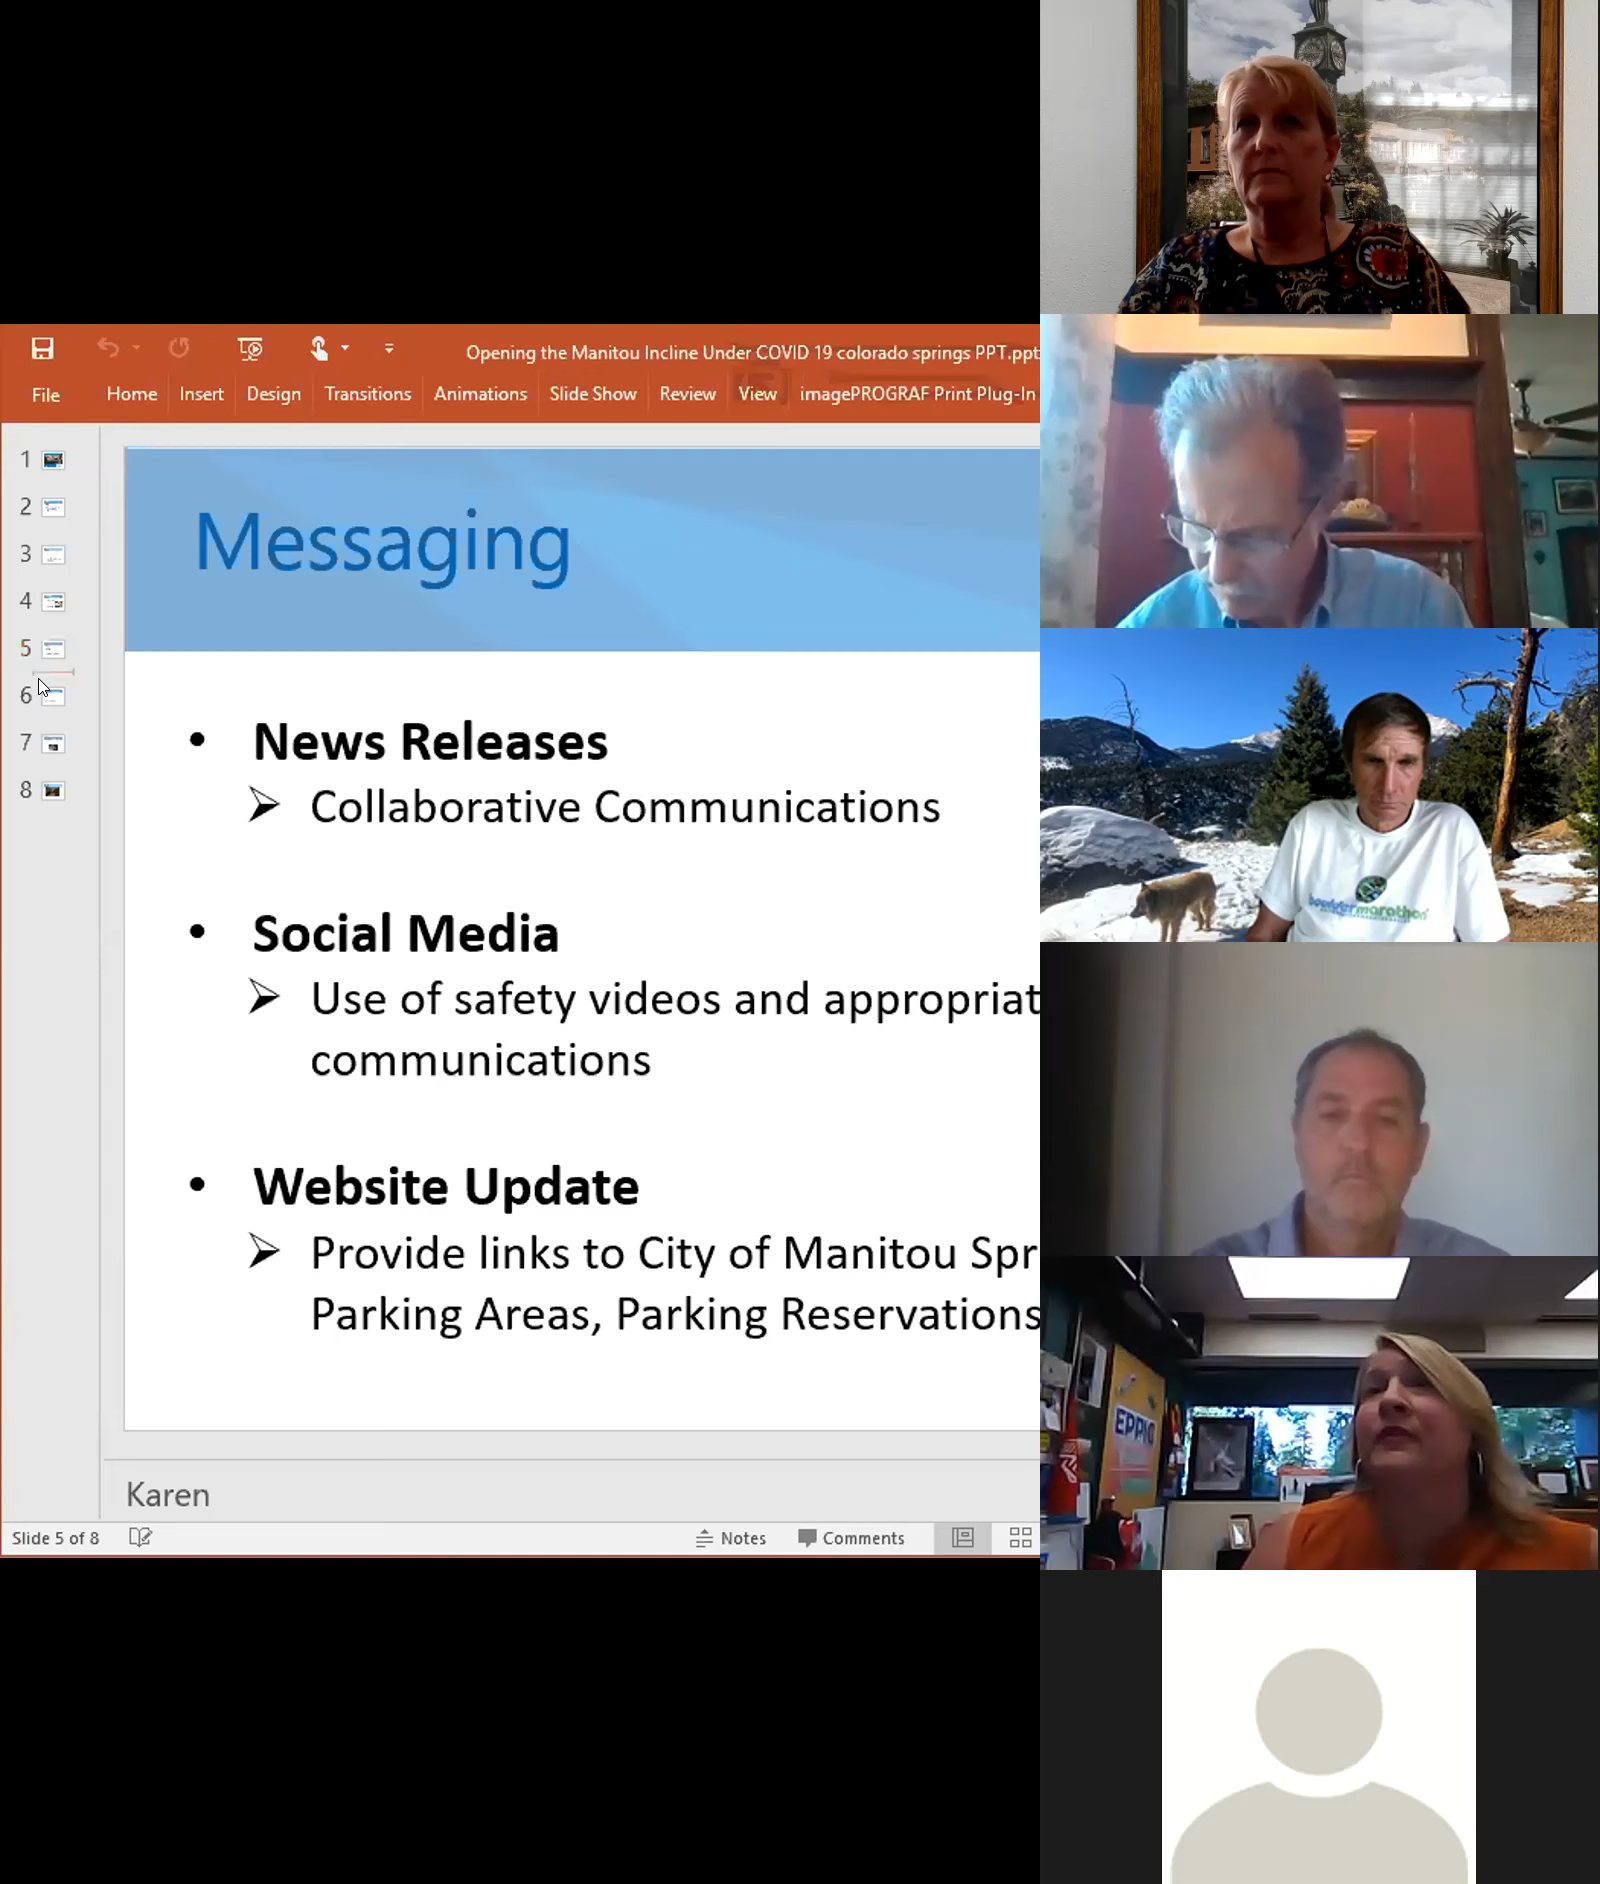 Opening the Manitou Incline Under COVID 19 colorado springs PPT.ppt
File Home Insert Design Transitions Animations Slide Show Review View imagePROGRAF Print Plug-In
1
2
3
4
5
6
7
8
Messaging
• News Releases
➢ Collaborative Communications
• Social Media
➢ Use of safety videos and appropriat
communications
• Website Update
➢ Provide links to City of Manitou Spr
Parking Areas, Parking Reservations
Karen
Slide 5 of 8 Notes Comments
marathon